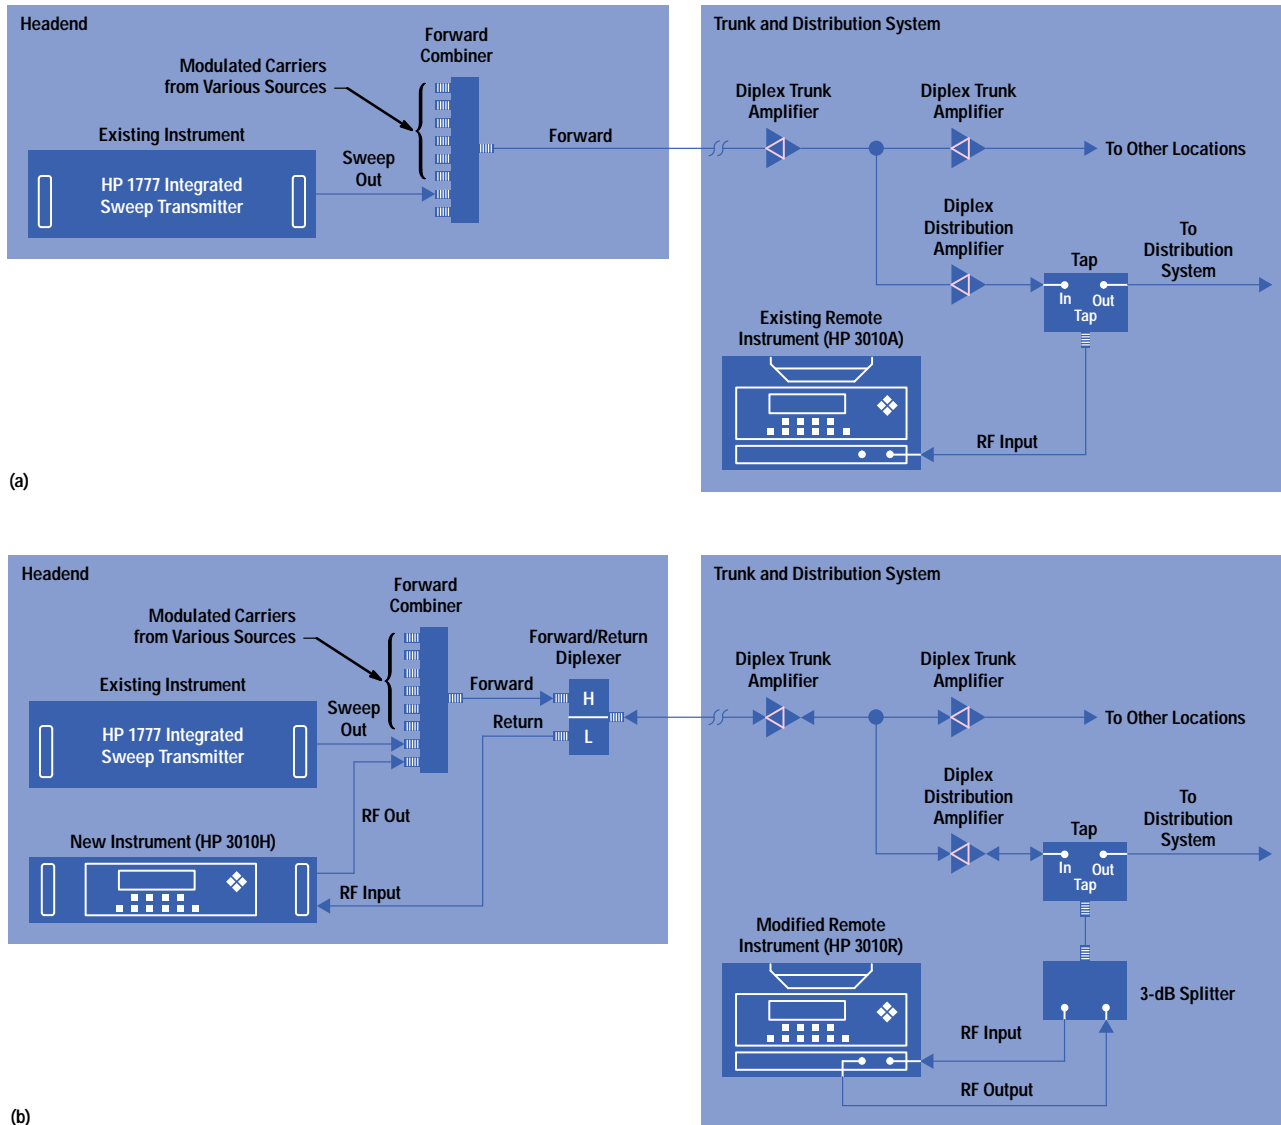 Headend
Forward
Combiner
Modulated Carriers
from Various Sources
Existing Instrument
HP 1777 Integrated
Sweep Transmitter
Sweep
Out
Forward
Trunk and Distribution System
Diplex Trunk
Amplifier
Diplex Trunk
Amplifier
To Other Locations
Diplex
Distribution
Amplifier
Tap
In
Out
Tap
To
Distribution
System
Existing Remote
Instrument (HP 3010A)
RF Input
(a)
Headend
Forward
Combiner
Modulated Carriers
from Various Sources
Forward/Return
Diplexer
Existing Instrument
HP 1777 Integrated
Sweep Transmitter
Sweep
Out
Forward
Return
H
L
RF Out
New Instrument (HP 3010H)
RF Input
Trunk and Distribution System
Diplex Trunk
Amplifier
Diplex Trunk
Amplifier
To Other Locations
Diplex
Distribution
Amplifier
Tap
In
Out
Tap
To
Distribution
System
Modified Remote
Instrument (HP 3010R)
3-dB Splitter
RF Input
RF Output
(b)